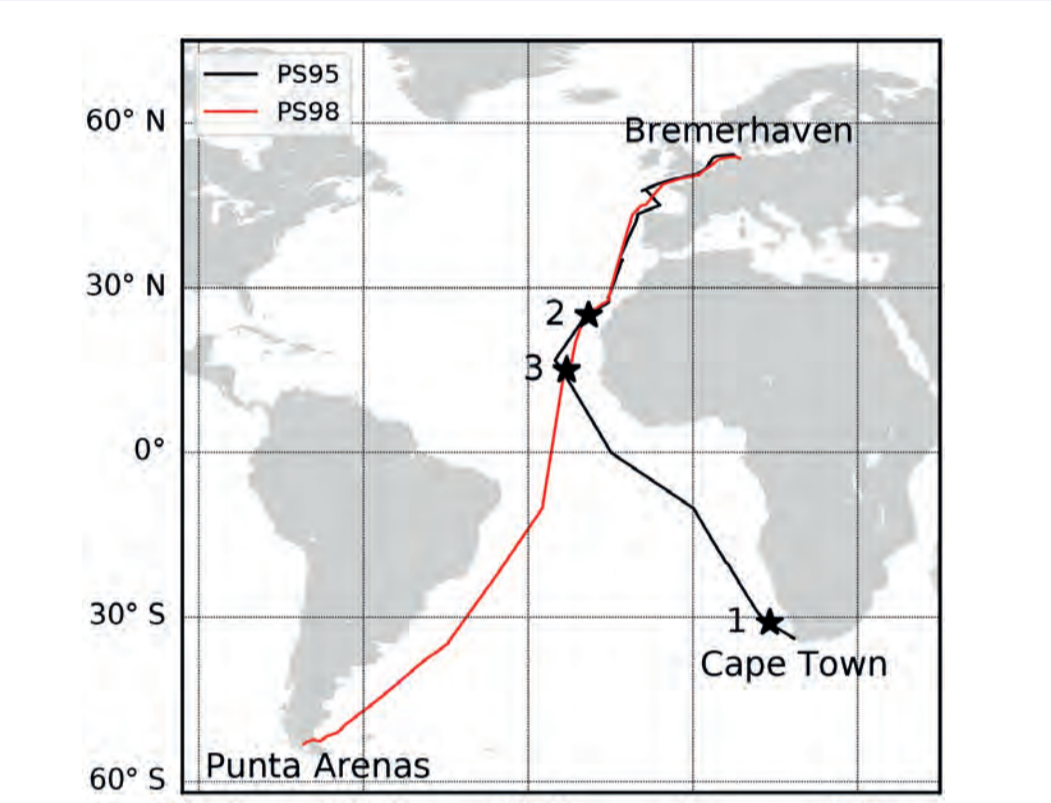 PS95
PS98
60° N
Bremerhaven
30° N
2
3
0°
30° S
1
Cape Town
Punta Arenas
60° S